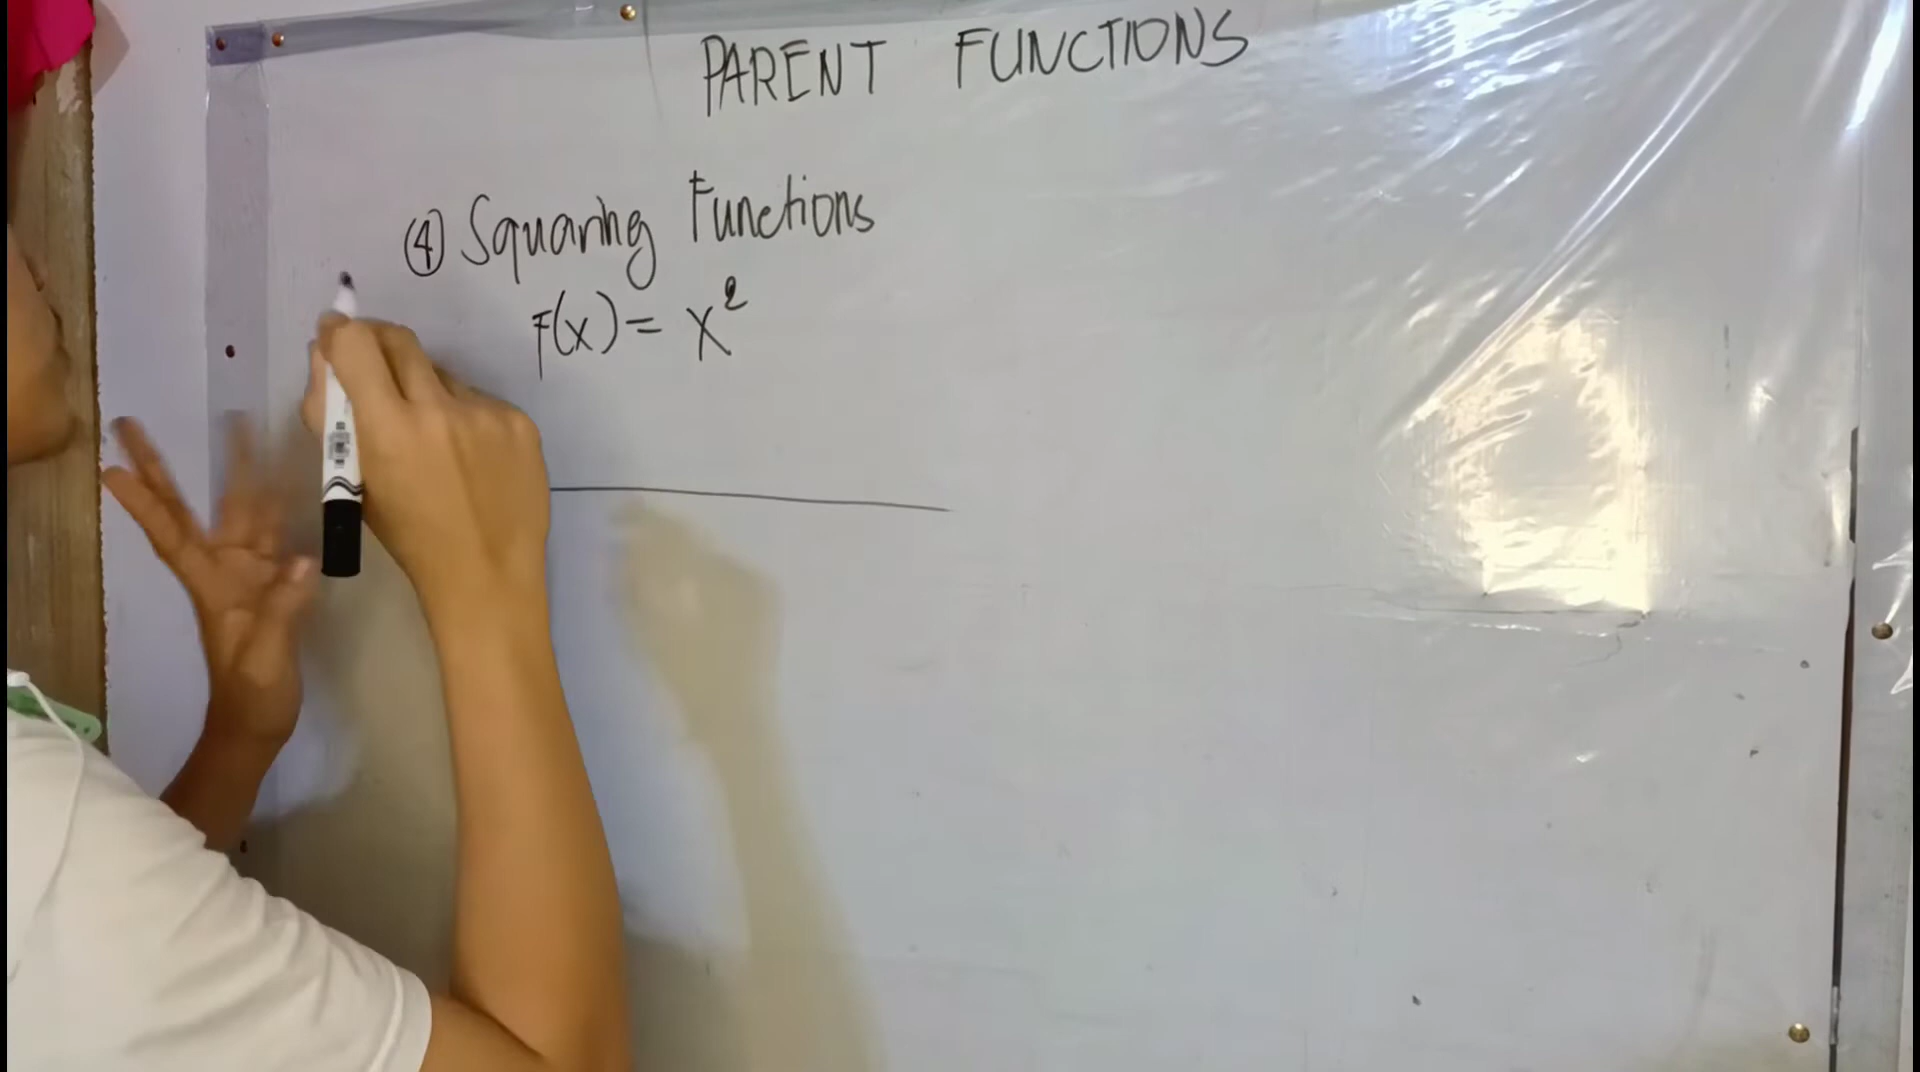 PARENT FUNCTIONS
④ Squaring Functions
F(x) = x²